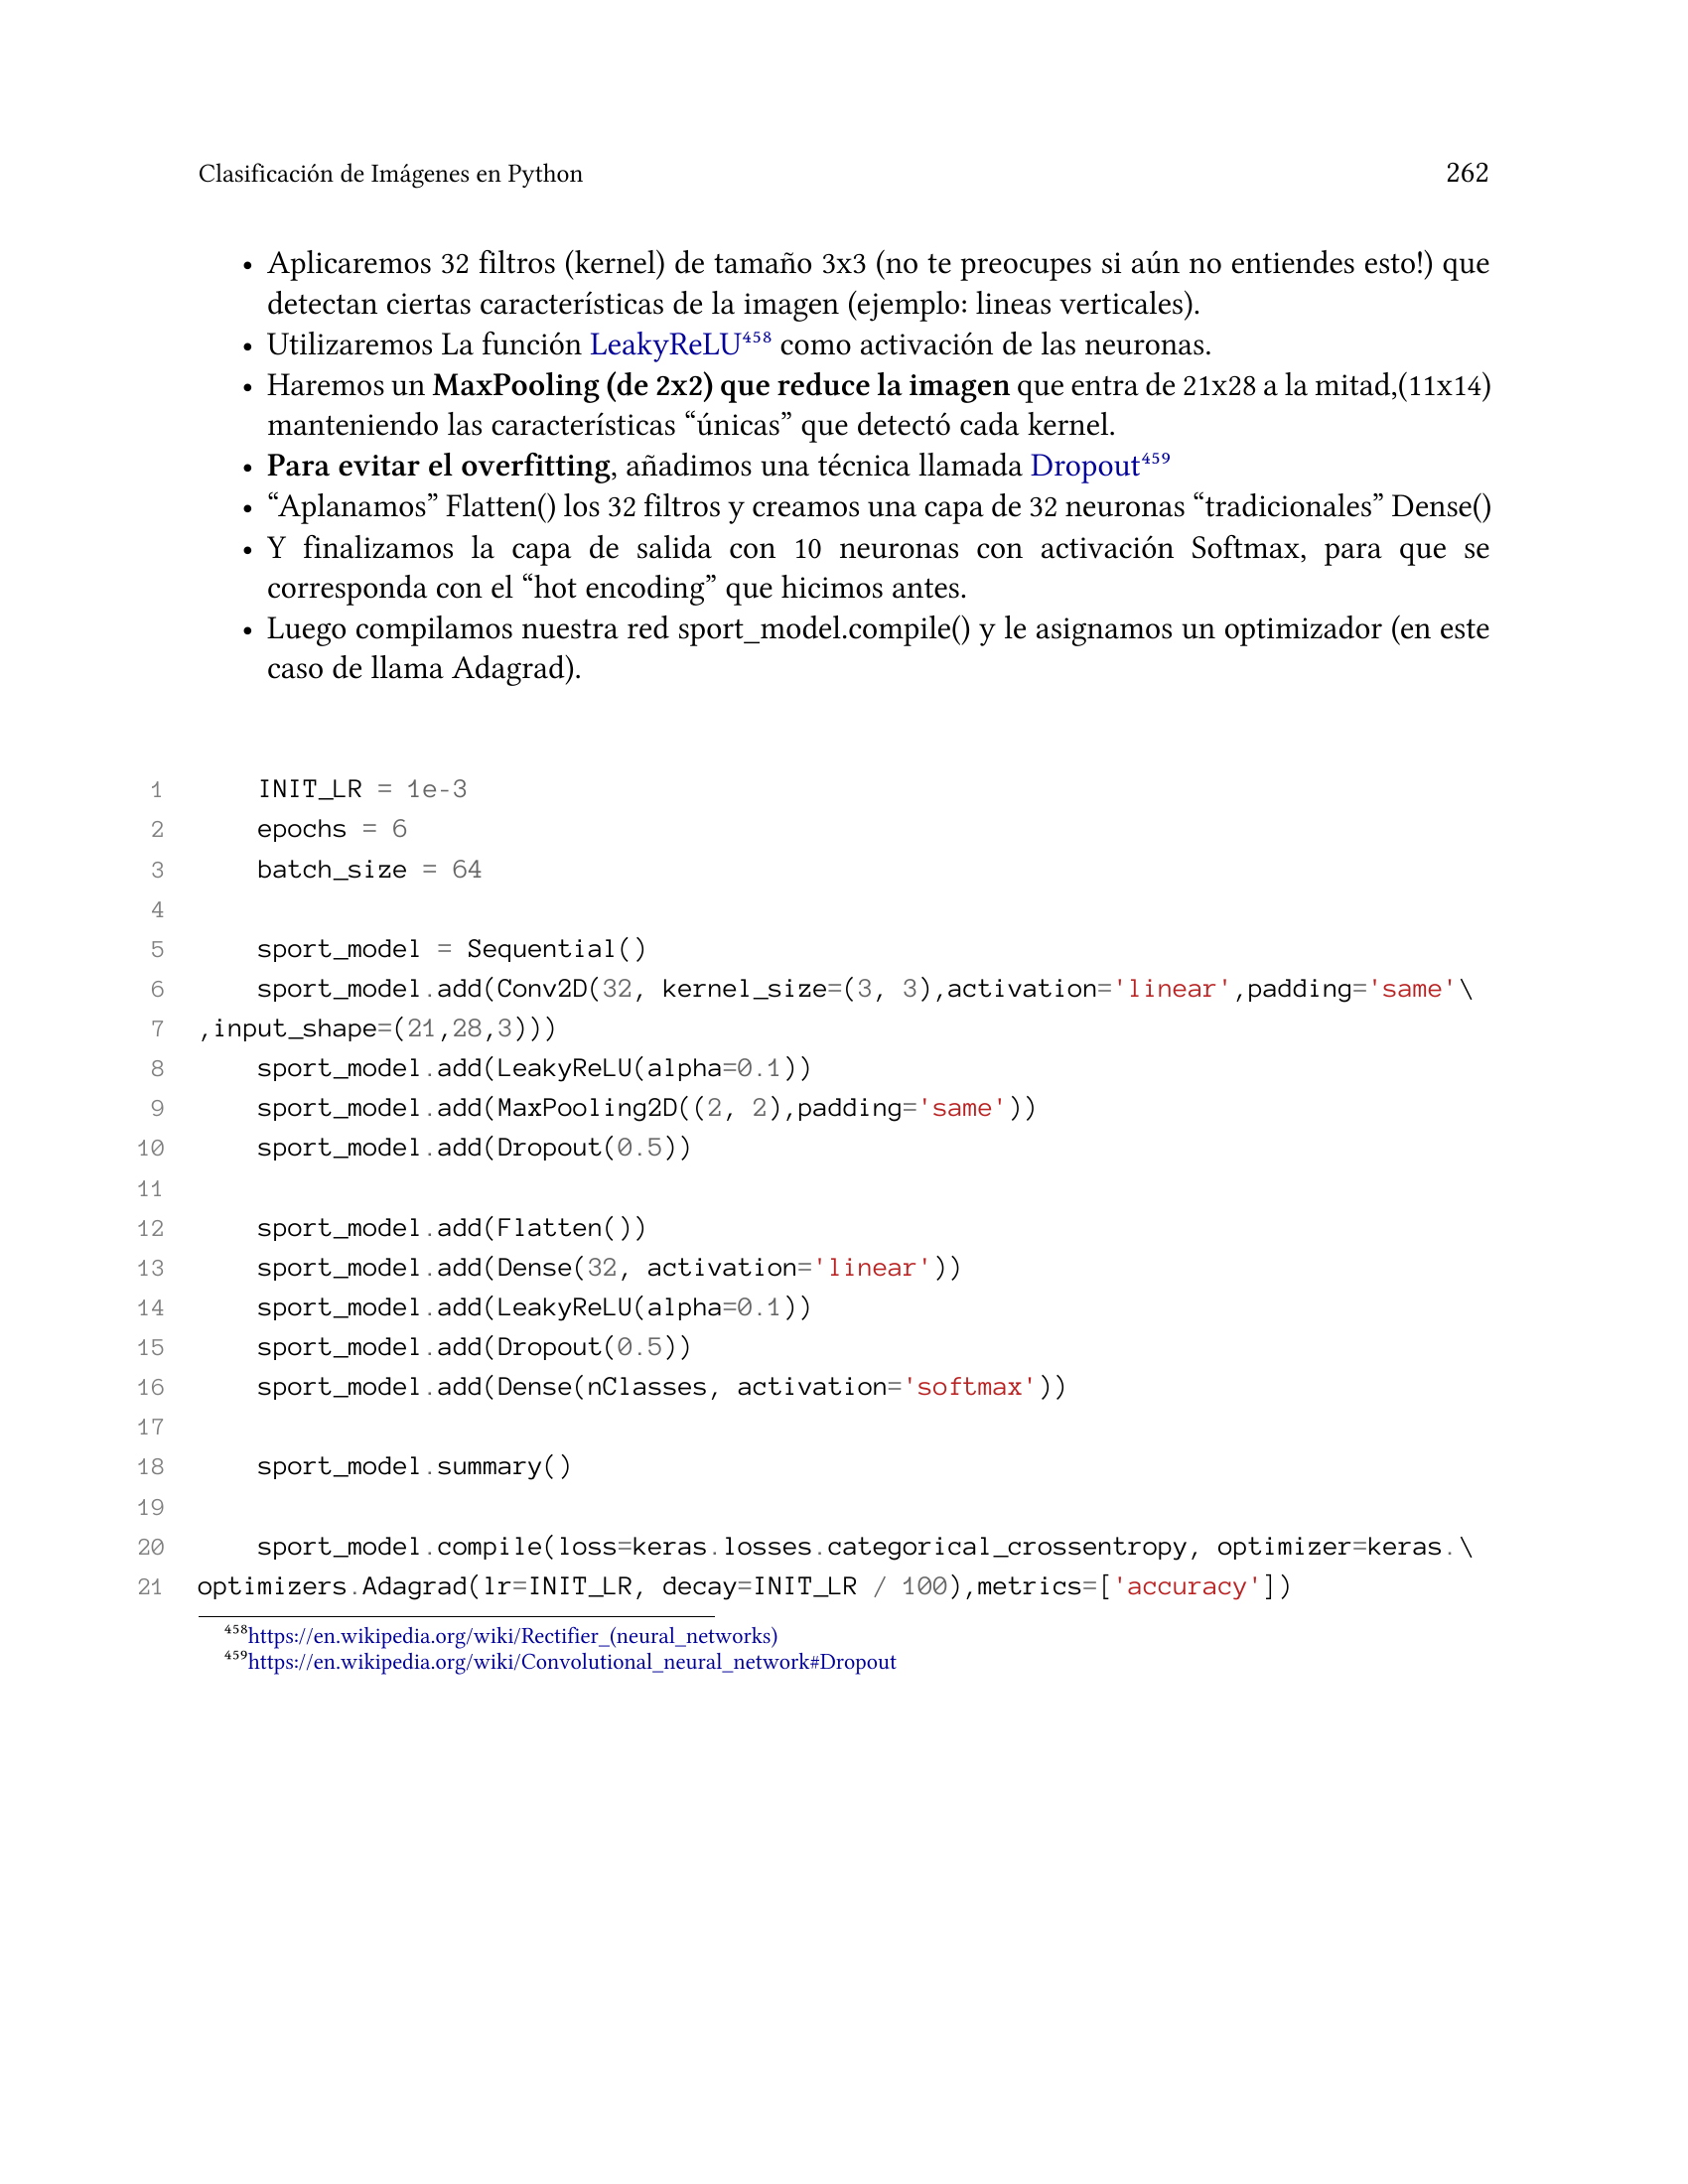 Clasificación de Imágenes en Python 262
• Aplicaremos 32 filtros (kernel) de tamaño 3x3 (no te preocupes si aún no entiendes esto!) que
detectan ciertas características de la imagen (ejemplo: lineas verticales).
• Utilizaremos La función LeakyReLU⁴⁵⁸ como activación de las neuronas.
• Haremos un MaxPooling (de 2x2) que reduce la imagen que entra de 21x28 a la mitad,(11x14)
manteniendo las características “únicas” que detectó cada kernel.
• Para evitar el overfitting, añadimos una técnica llamada Dropout⁴⁵⁹
• “Aplanamos” Flatten() los 32 filtros y creamos una capa de 32 neuronas “tradicionales” Dense()
• Y finalizamos la capa de salida con 10 neuronas con activación Softmax, para que se
corresponda con el “hot encoding” que hicimos antes.
• Luego compilamos nuestra red sport_model.compile() y le asignamos un optimizador (en este
caso de llama Adagrad).
1 INIT_LR = 1e-3
2 epochs = 6
3 batch_size = 64
4
5 sport_model = Sequential()
6 sport_model.add(Conv2D(32, kernel_size=(3, 3),activation='linear',padding='same'\
7 ,input_shape=(21,28,3)))
8 sport_model.add(LeakyReLU(alpha=0.1))
9 sport_model.add(MaxPooling2D((2, 2),padding='same'))
10 sport_model.add(Dropout(0.5))
11
12 sport_model.add(Flatten())
13 sport_model.add(Dense(32, activation='linear'))
14 sport_model.add(LeakyReLU(alpha=0.1))
15 sport_model.add(Dropout(0.5))
16 sport_model.add(Dense(nClasses, activation='softmax'))
17
18 sport_model.summary()
19
20 sport_model.compile(loss=keras.losses.categorical_crossentropy, optimizer=keras.\
21 optimizers.Adagrad(lr=INIT_LR, decay=INIT_LR / 100),metrics=['accuracy'])
⁴⁵⁸https://en.wikipedia.org/wiki/Rectifier_(neural_networks)
⁴⁵⁹https://en.wikipedia.org/wiki/Convolutional_neural_network#Dropout